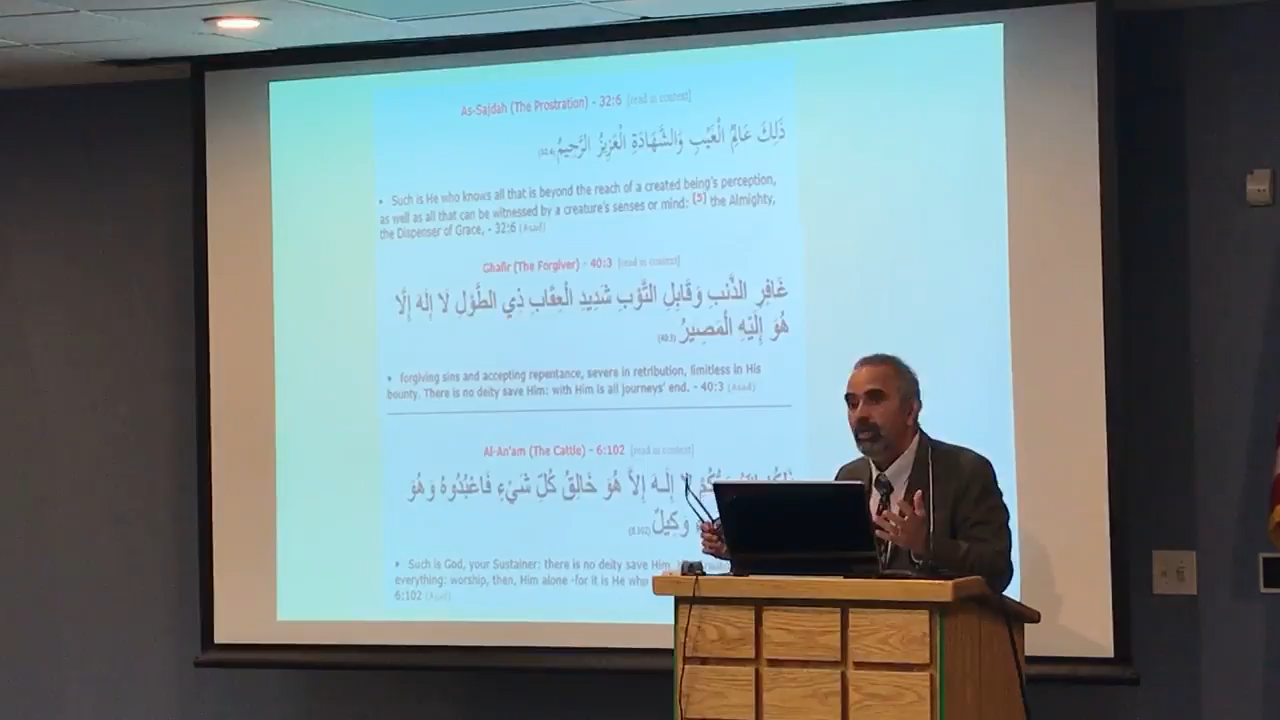 As-Sajdah (The Prostration) - 32:6 [read in context]
ذَٰلِكَ عَالِمُ الْغَيْبِ وَالشَّهَادَةِ الْعَزِيزُ الرَّحِيمُ
• Such is He who knows all that is beyond the reach of a created being's perception,
as well as all that can be witnessed by a creature's senses or mind: [5] the Almighty,
the Dispenser of Grace, - 32:6 (Asad)
Ghafir (The Forgiver) - 40:3 [read in context]
غَافِرِ الذَّنبِ وَقَابِلِ التَّوْبِ شَدِيدِ الْعِقَابِ ذِي الطَّوْلِ لَا إِلَٰهَ إِلَّا
هُوَ إِلَيْهِ الْمَصِيرُ (40:3)
• forgiving sins and accepting repentance, severe in retribution, limitless in His
bounty. There is no deity save Him: with Him is all journeys' end. - 40:3 (Asad)
Al-An'am (The Cattle) - 6:102 [read in context]
لا إِلَـٰهَ إِلاَّ هُوَ خَالِقُ كُلِّ شَيْءٍ فَاعْبُدُوهُ وَهُوَ
وَكِيلٌ (6:102)
• Such is God, your Sustainer: there is no deity save Him,
everything: worship, then, Him alone -for it is He who
6:102 (Asad)